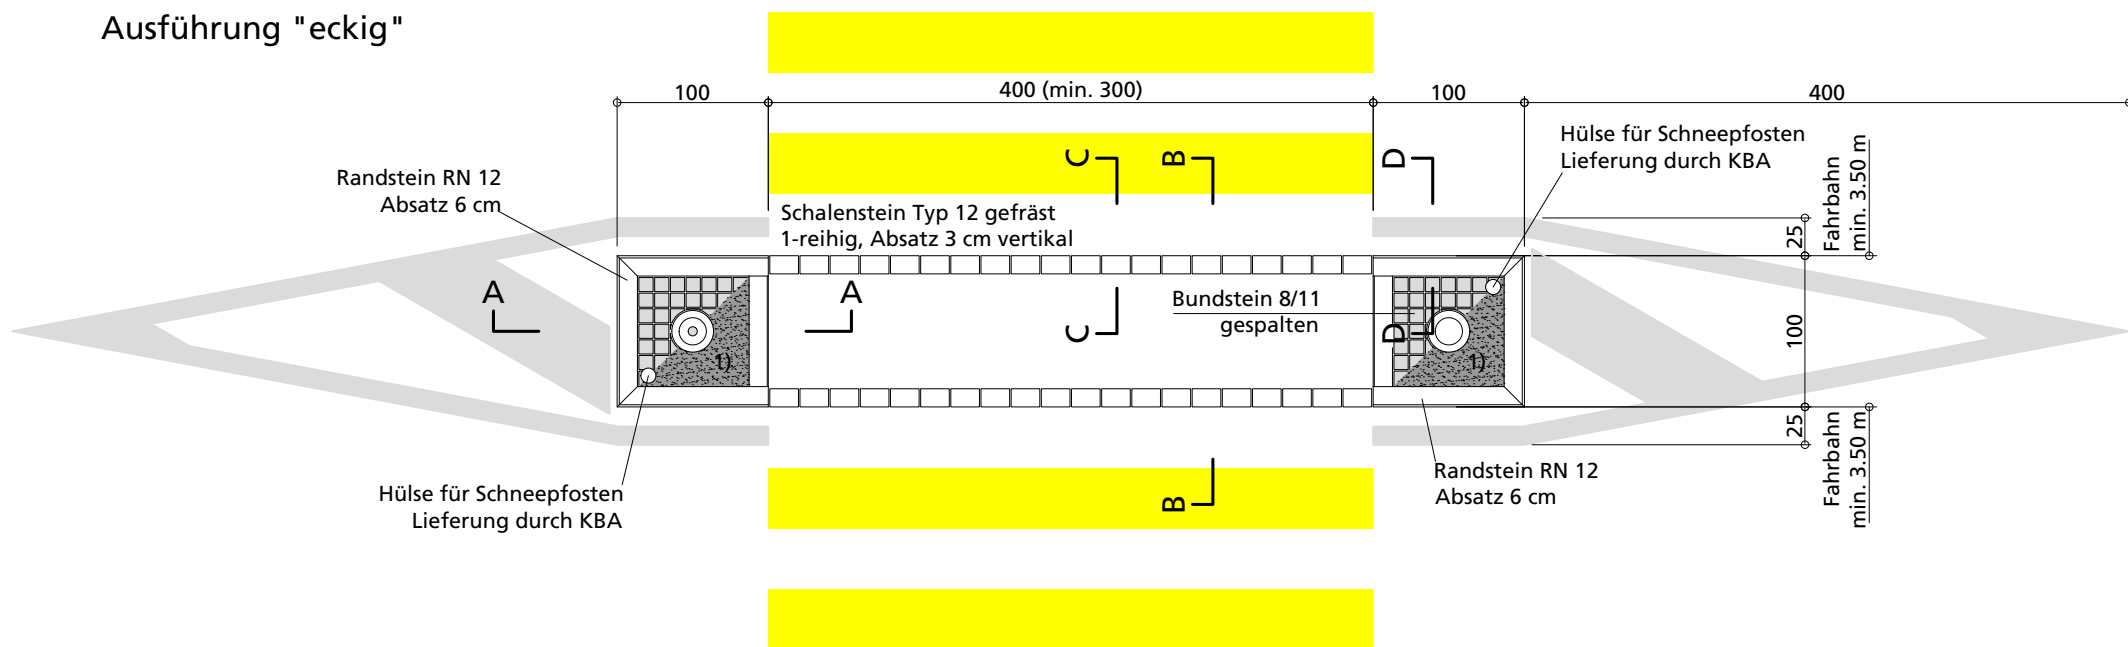 Ausführung "eckig"
100
400 (min. 300)
100
400
Hülse für Schneepfosten
Lieferung durch KBA
Fahrbahn
min. 3.50 m
Randstein RN 12
Absatz 6 cm
C
B
D
Schalenstein Typ 12 gefräst
1-reihig, Absatz 3 cm vertikal
25
A
A
Bundstein 8/11
gespalten
C
D
100
1)
1)
25
Fahrbahn
min. 3.50 m
Randstein RN 12
Absatz 6 cm
B
Hülse für Schneepfosten
Lieferung durch KBA